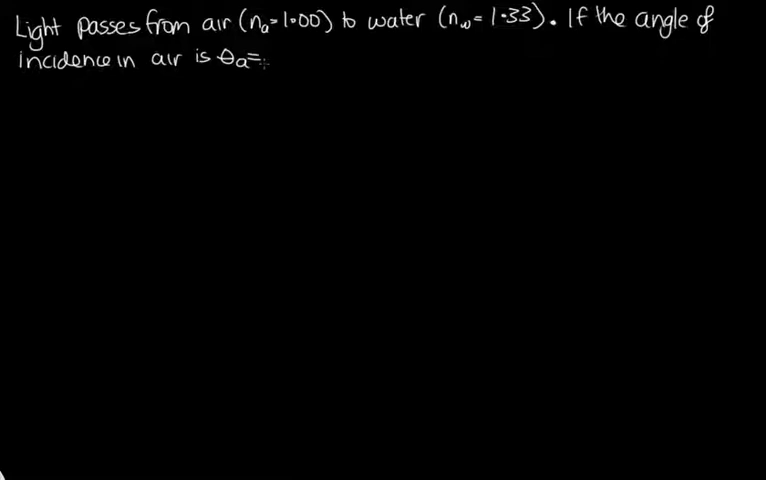 Light passes from air (nₐ=1.00) to water (n_w=1.33). If the angle of
incidence in air is θₐ=